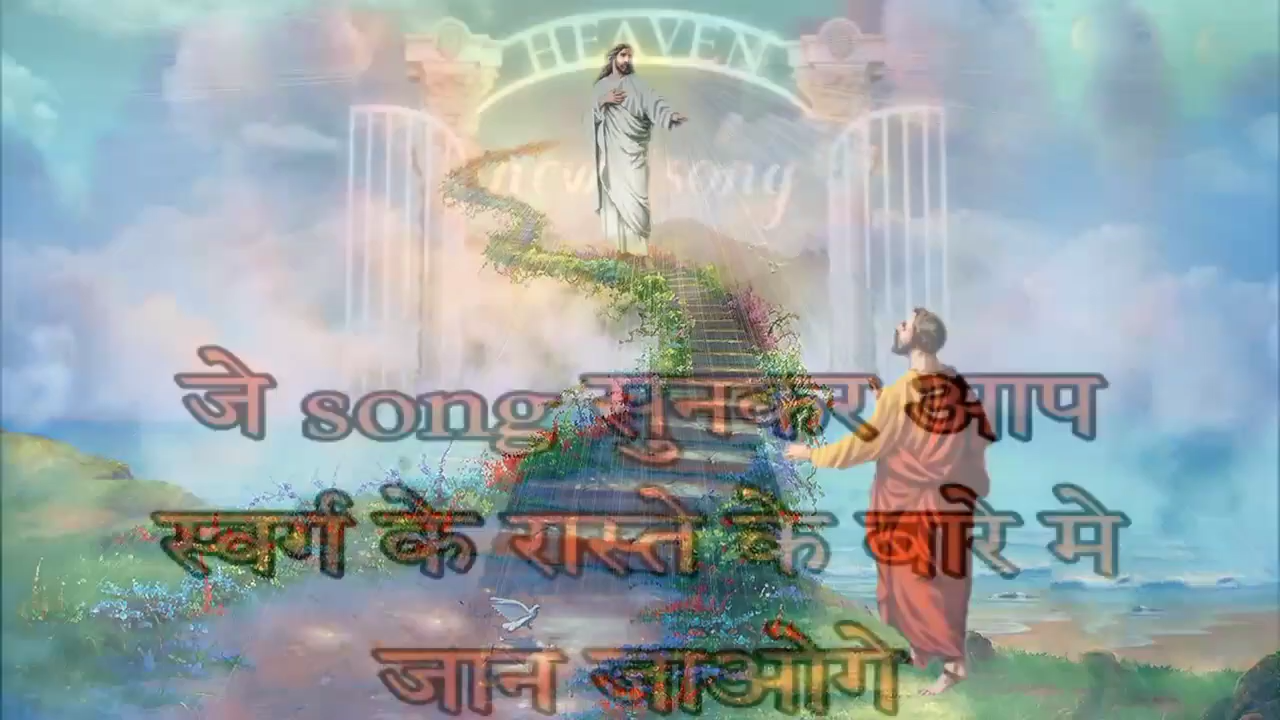 HEAVEN
new song
जे song सुनकर आप
स्वर्ग के रास्ते के बारे मे
जान जाओगे